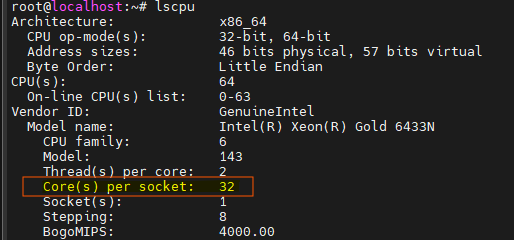 root@localhost:~# lscpu
Architecture: x86_64
CPU op-mode(s): 32-bit, 64-bit
Address sizes: 46 bits physical, 57 bits virtual
Byte Order: Little Endian
CPU(s): 64
On-line CPU(s) list: 0-63
Vendor ID: GenuineIntel
Model name: Intel(R) Xeon(R) Gold 6433N
CPU family: 6
Model: 143
Thread(s) per core: 2
Core(s) per socket: 32
Socket(s): 1
Stepping: 8
BogoMIPS: 4000.00